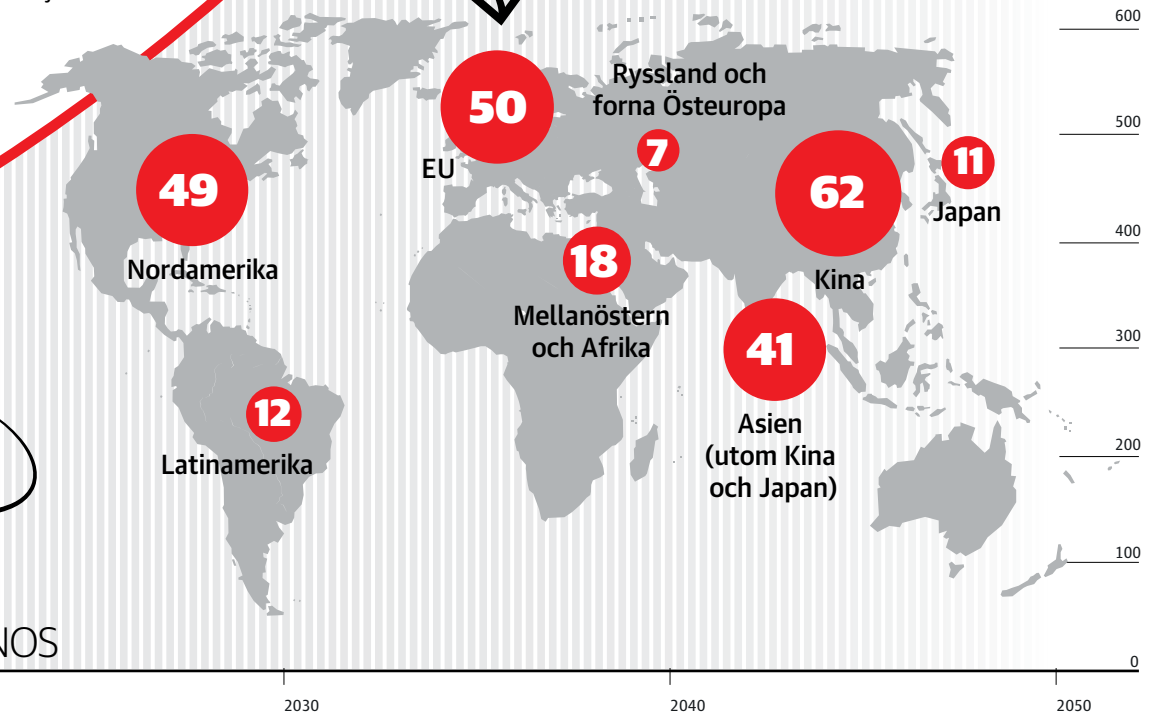 600
Ryssland och
forna Östeuropa
50
500
7
11
EU
49
62
Japan
400
18
Nordamerika
Kina
Mellanöstern
och Afrika
300
41
12
Asien
(utom Kina
och Japan)
Latinamerika
200
100
NOS
0
2030
2040
2050